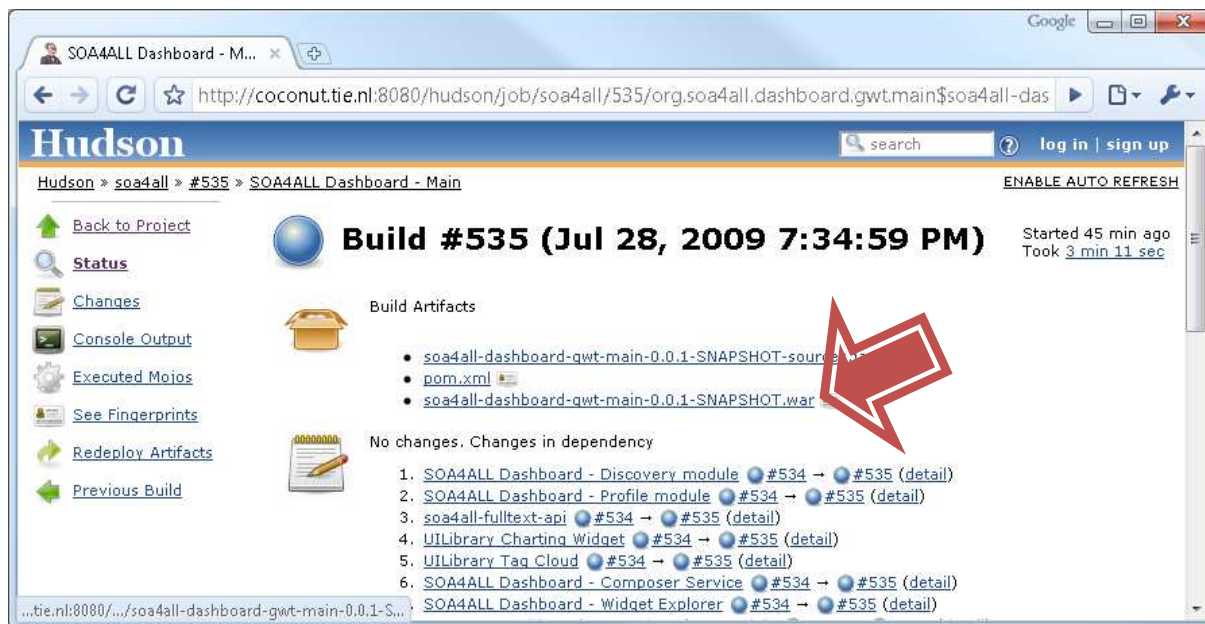 Google
SOA4ALL Dashboard - M...
http://coconut.tie.nl:8080/hudson/job/soa4all/535/org.soa4all.dashboard.gwt.main$soa4all-das
Hudson
search
log in | sign up
Hudson » soa4all » #535 » SOA4ALL Dashboard - Main
ENABLE AUTO REFRESH
Back to Project
Status
Changes
Console Output
Executed Mojos
See Fingerprints
Redeploy Artifacts
Previous Build
Build #535 (Jul 28, 2009 7:34:59 PM)
Started 45 min ago
Took 3 min 11 sec
Build Artifacts
soa4all-dashboard-gwt-main-0.0.1-SNAPSHOT-source
pom.xml
soa4all-dashboard-gwt-main-0.0.1-SNAPSHOT.war
No changes. Changes in dependency
1. SOA4ALL Dashboard - Discovery module #534 → #535 (detail)
2. SOA4ALL Dashboard - Profile module #534 → #535 (detail)
3. soa4all-fulltext-api #534 → #535 (detail)
4. UILibrary Charting Widget #534 → #535 (detail)
5. UILibrary Tag Cloud #534 → #535 (detail)
6. SOA4ALL Dashboard - Composer Service #534 → #535 (detail)
SOA4ALL Dashboard - Widget Explorer #534 → #535 (detail)
...tie.nl:8080/.../soa4all-dashboard-gwt-main-0.0.1-S...